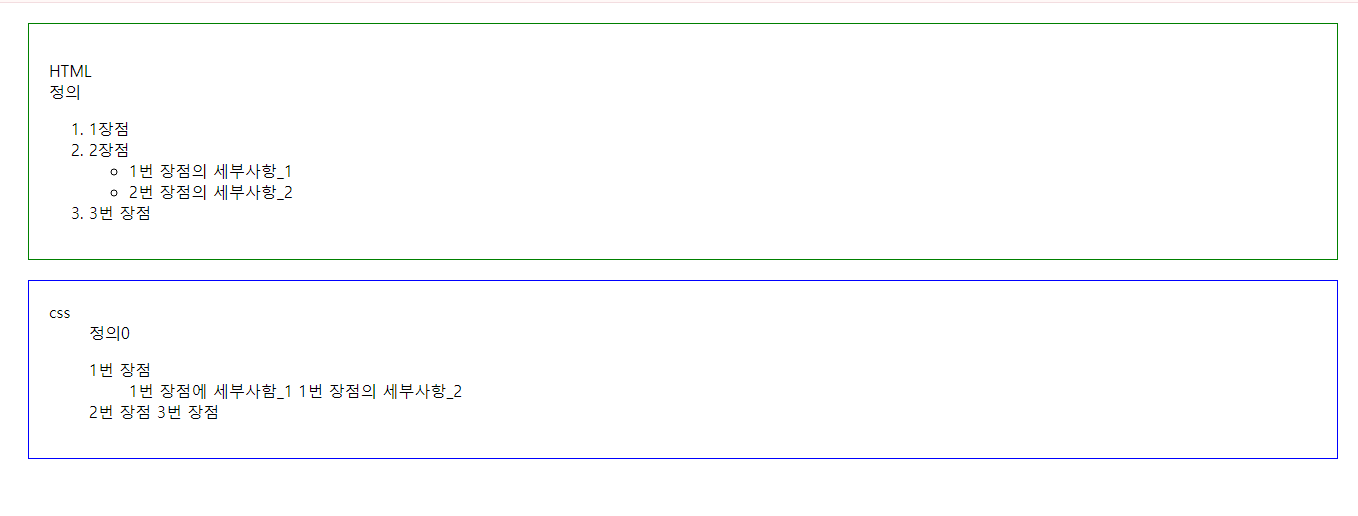 HTML
정의
1. 1장점
2. 2장점
1번 장점의 세부사항_1
2번 장점의 세부사항_2
3. 3번 장점
css
정의0
1번 장점
1번 장점에 세부사함_1 1번 장점의 세부사항_2
2번 장점 3번 장점